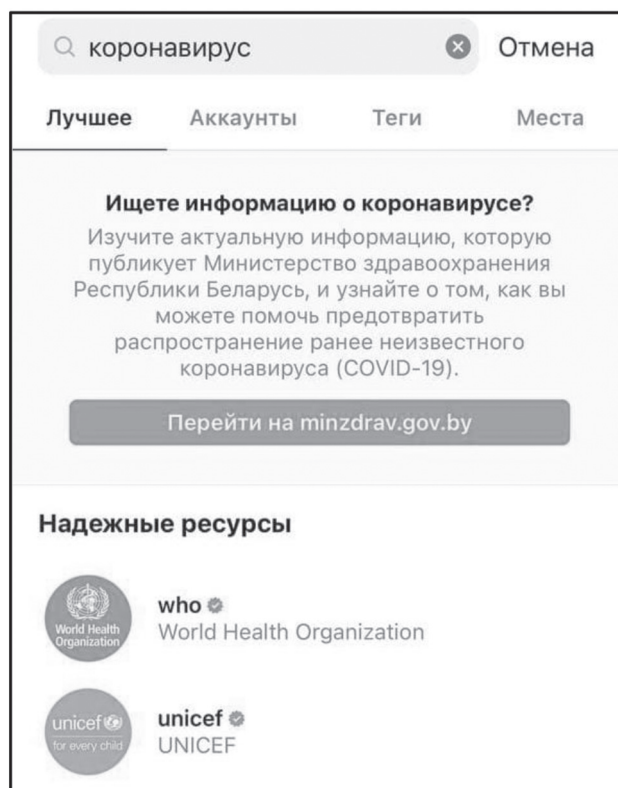 коронавирус Отмена
Лучшее Аккаунты Теги Места
Ищете информацию о коронавирусе?
Изучите актуальную информацию, которую
публикует Министерство здравоохранения
Республики Беларусь, и узнайте о том, как вы
можете помочь предотвратить
распространение ранее неизвестного
коронавируса (COVID-19).
Перейти на minzdrav.gov.by
Надежные ресурсы
World Health
Organization
who
World Health Organization
unicef
for every child
unicef
UNICEF